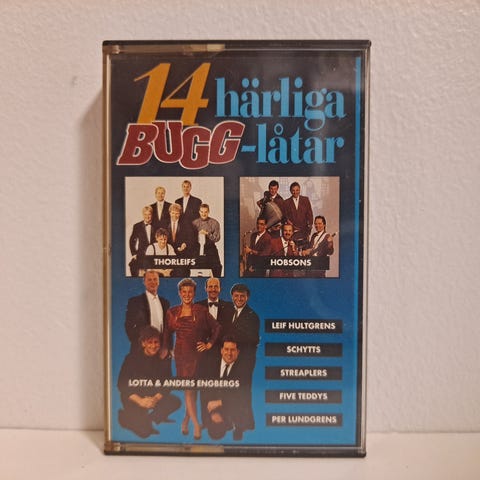 14 härliga
BUGG-låtar
THORLEIFS
HOBSONS
LEIF HULTGRENS
SCHYTTS
STREAPLERS
FIVE TEDDYS
PER LUNDGRENS
LOTTA & ANDERS ENGBERGS